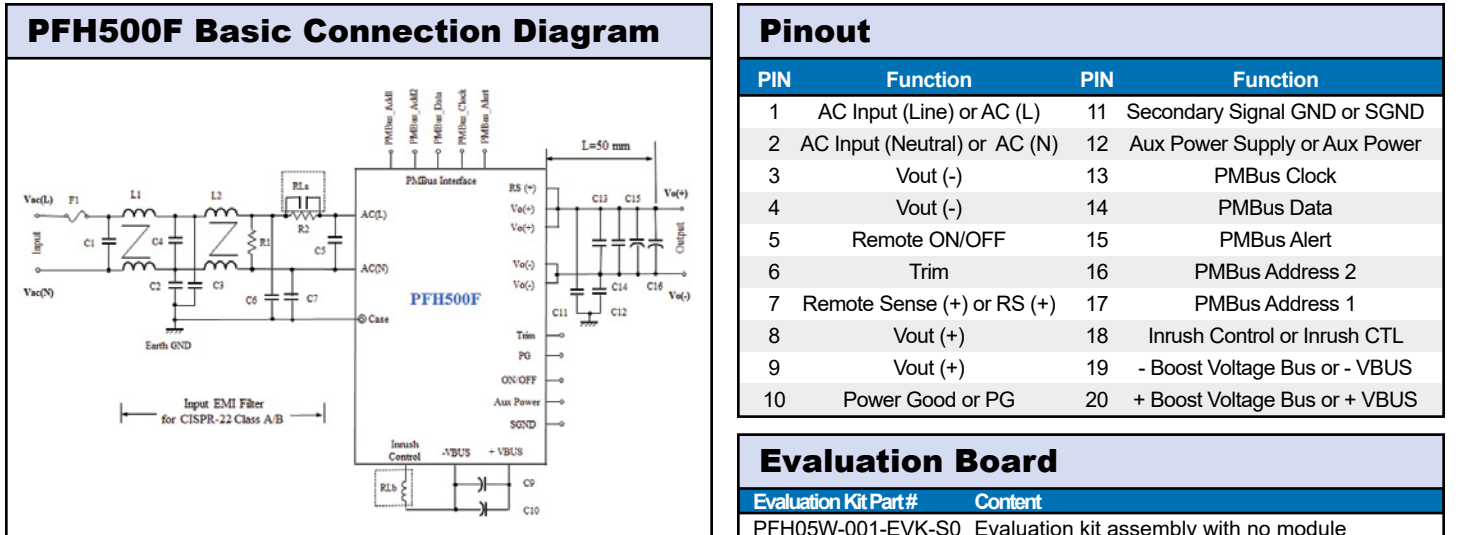 PFH500F Basic Connection Diagram
PMBus_Add1
PMBus_Add2
PMBus_Data
PMBus_Clock
PMBus_Alert
L=50 mm
PMBus Interface
RS (+)
Vo(+)
Vo(+)
Vo(-)
Vo(-)
Vac(L)
F1
L1
L2
RLa
R2
AC(L)
C13
C15
Vo(+)
Input
C1
C4
R1
C5
Output
AC(N)
Vac(N)
C2
C3
C6
C7
PFH500F
C14
C16
Vo(-)
C11
C12
Case
Earth GND
Trim
PG
ON/OFF
Aux Power
SGND
Input EMI Filter
for CISPR-22 Class A/B
Inrush
Control
-VBUS
+ VBUS
RLb
C9
C10
Pinout
PIN Function PIN Function
1 AC Input (Line) or AC (L) 11 Secondary Signal GND or SGND
2 AC Input (Neutral) or AC (N) 12 Aux Power Supply or Aux Power
3 Vout (-) 13 PMBus Clock
4 Vout (-) 14 PMBus Data
5 Remote ON/OFF 15 PMBus Alert
6 Trim 16 PMBus Address 2
7 Remote Sense (+) or RS (+) 17 PMBus Address 1
8 Vout (+) 18 Inrush Control or Inrush CTL
9 Vout (+) 19 - Boost Voltage Bus or - VBUS
10 Power Good or PG 20 + Boost Voltage Bus or + VBUS
Evaluation Board
Evaluation Kit Part # Content
PFH05W-001-EVK-S0 Evaluation kit assembly with no module